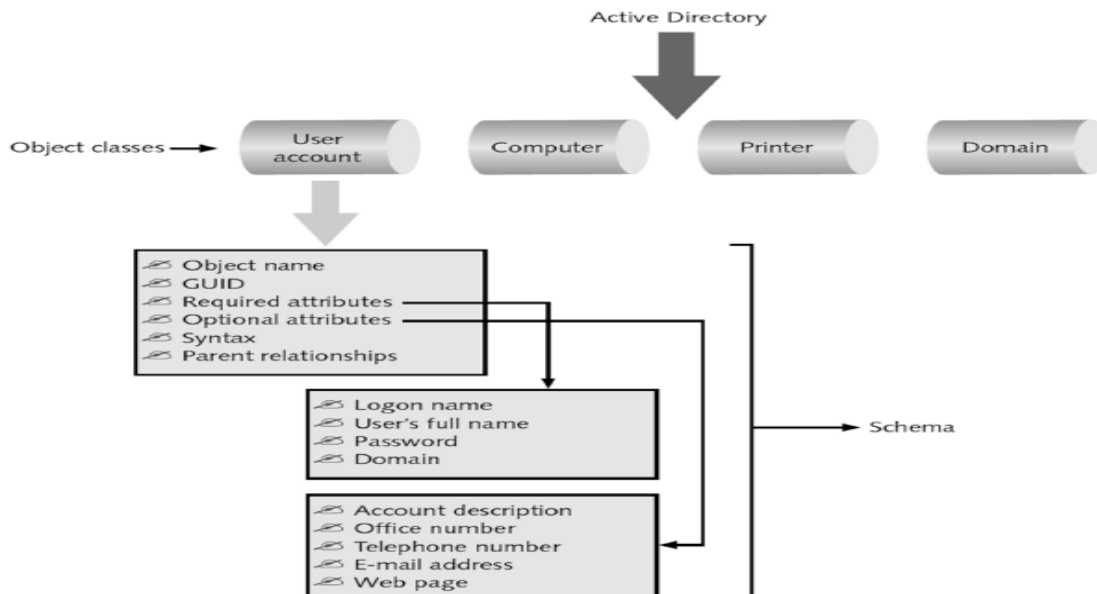 Active Directory
Object classes
User
account
Computer
Printer
Domain
Object name
GUID
Required attributes
Optional attributes
Syntax
Parent relationships
Logon name
User's full name
Password
Domain
Schema
Account description
Office number
Telephone number
E-mail address
Web page